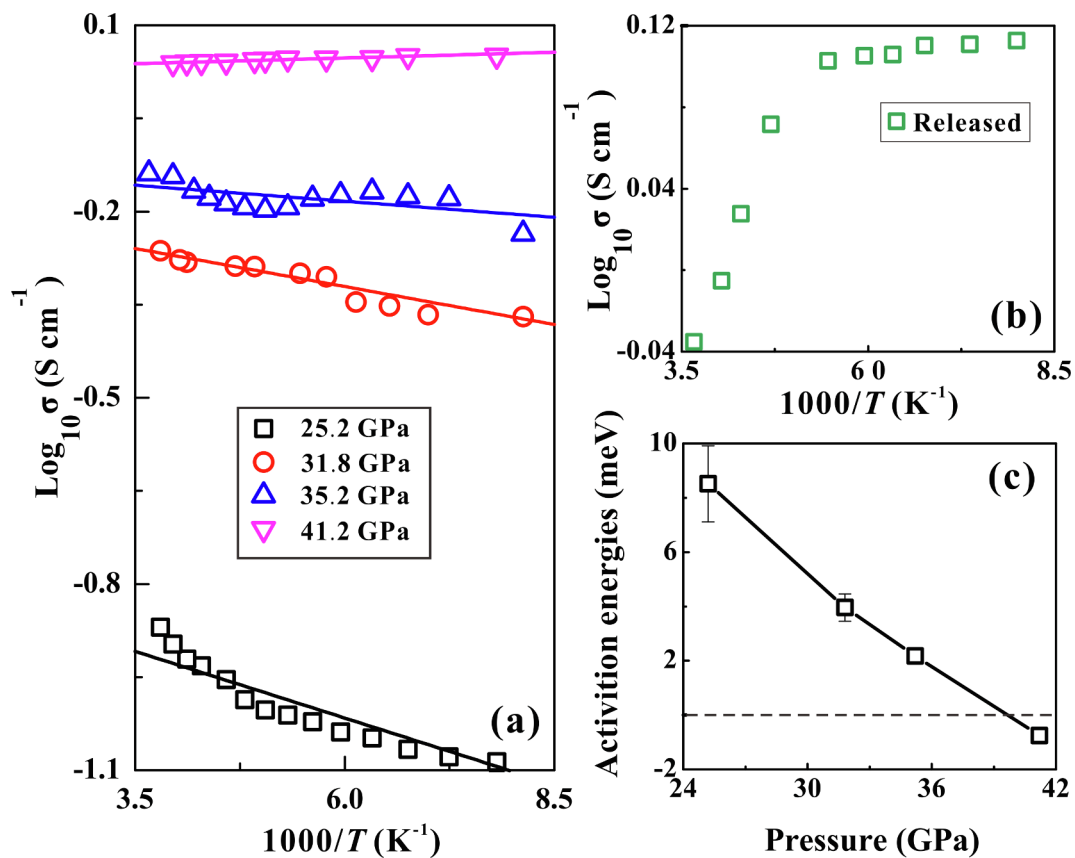 0.1
-0.2
-0.5
-0.8
-1.1
Log10 σ (S cm-1)
25.2 GPa
31.8 GPa
35.2 GPa
41.2 GPa
(a)
3.5 6.0 8.5
1000/T (K-1)
0.12
0.04
-0.04
Log10 σ (S cm-1)
Released
(b)
3.5 6 0 8.5
1000/T (K-1)
10
6
2
-2
Activition energies (meV)
(c)
24 30 36 42
Pressure (GPa)